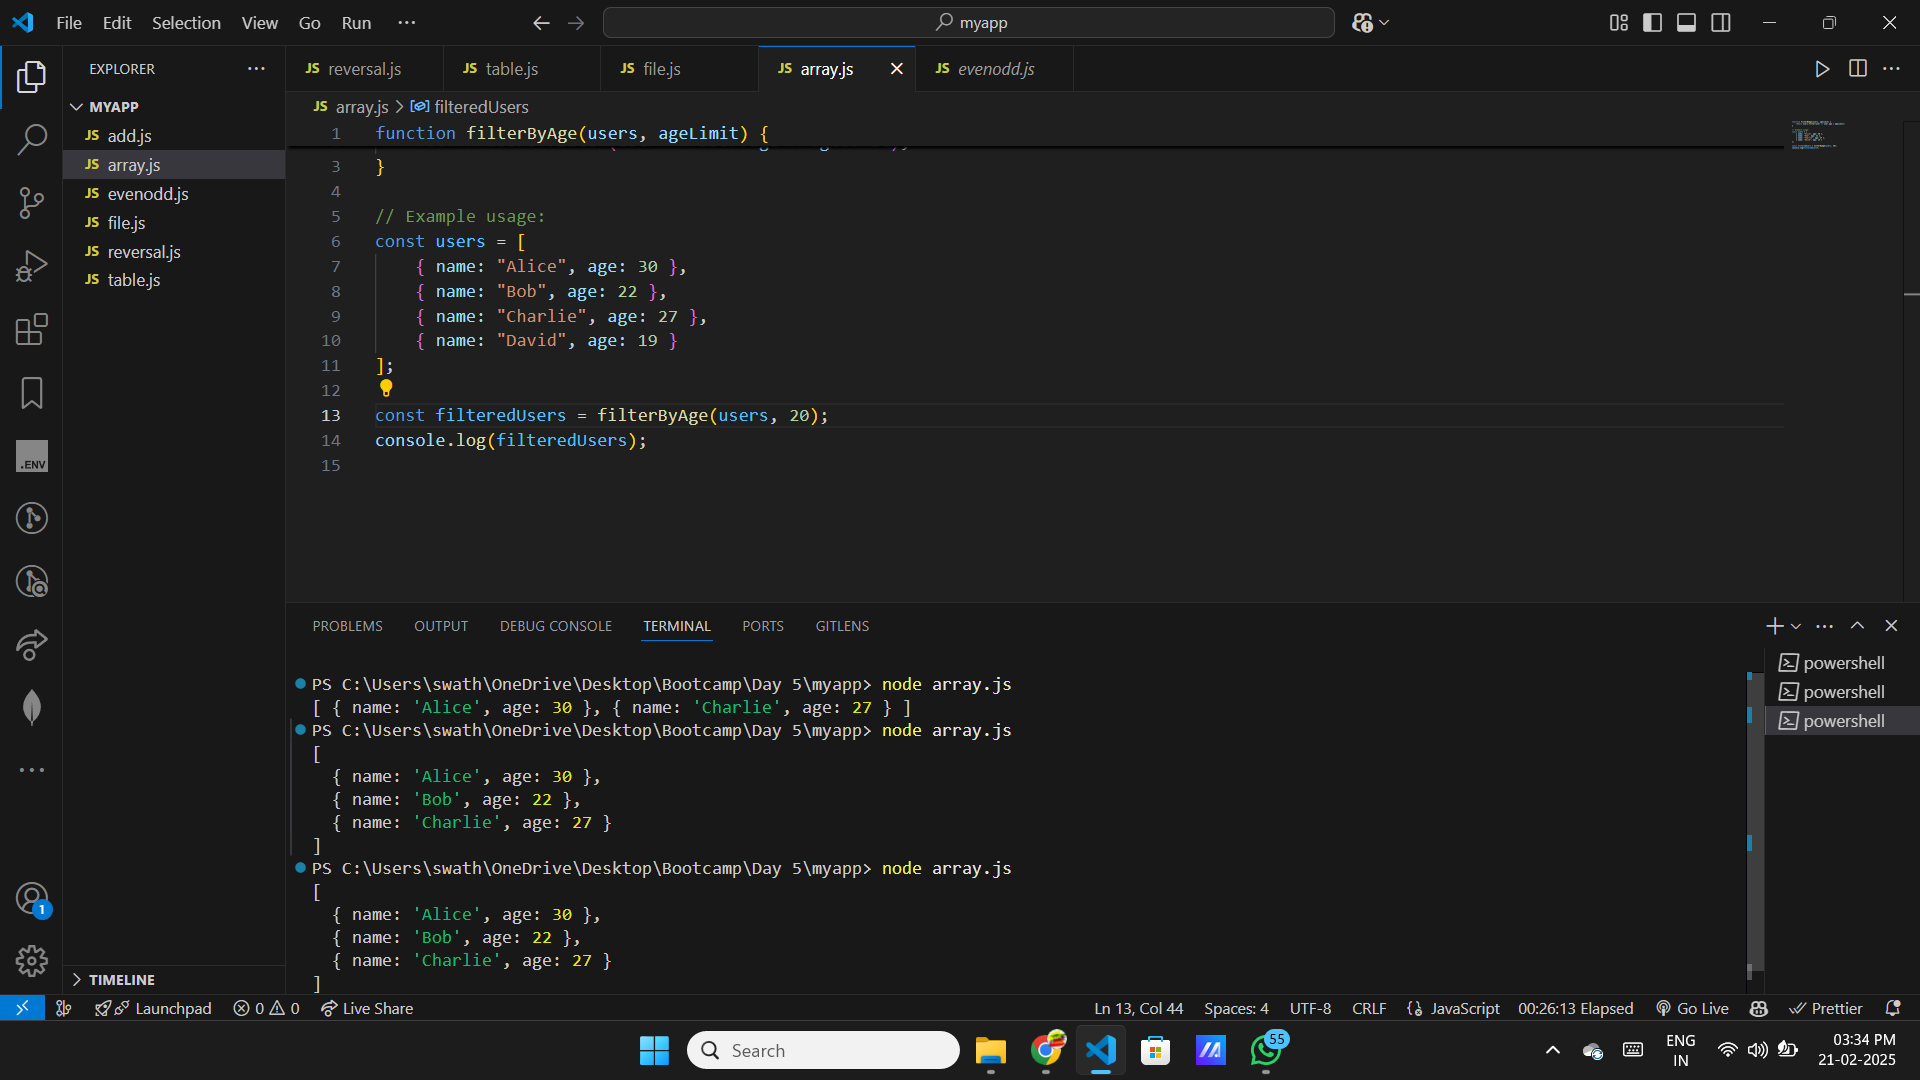 File Edit Selection View Go Run ··· myapp
EXPLORER ···
MYAPP
JS add.js
JS array.js
JS evenodd.js
JS file.js
JS reversal.js
JS table.js
TIMELINE
.ENV
1
JS reversal.js JS table.js JS file.js JS array.js JS evenodd.js
JS array.js > filteredUsers
1 function filterByAge(users, ageLimit) {
3 }
4
5 // Example usage:
6 const users = [
7 { name: "Alice", age: 30 },
8 { name: "Bob", age: 22 },
9 { name: "Charlie", age: 27 },
10 { name: "David", age: 19 }
11 ];
12
13 const filteredUsers = filterByAge(users, 20);
14 console.log(filteredUsers);
15
PROBLEMS OUTPUT DEBUG CONSOLE TERMINAL PORTS GITLENS
PS C:\Users\swath\OneDrive\Desktop\Bootcamp\Day 5\myapp> node array.js
[ { name: 'Alice', age: 30 }, { name: 'Charlie', age: 27 } ]
PS C:\Users\swath\OneDrive\Desktop\Bootcamp\Day 5\myapp> node array.js
[
{ name: 'Alice', age: 30 },
{ name: 'Bob', age: 22 },
{ name: 'Charlie', age: 27 }
]
PS C:\Users\swath\OneDrive\Desktop\Bootcamp\Day 5\myapp> node array.js
[
{ name: 'Alice', age: 30 },
{ name: 'Bob', age: 22 },
{ name: 'Charlie', age: 27 }
]
powershell
powershell
powershell
Launchpad 0 0 Live Share Ln 13, Col 44 Spaces: 4 UTF-8 CRLF {} JavaScript 00:26:13 Elapsed Go Live Prettier
Search
55
ENG
IN
03:34 PM
21-02-2025